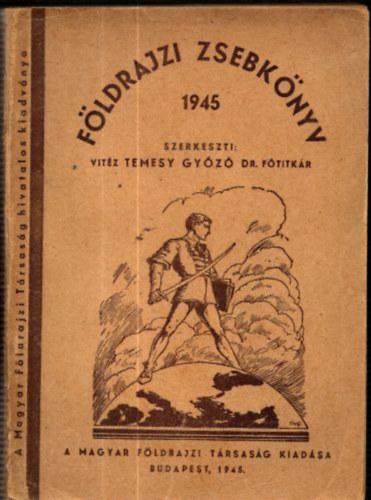 FÖLDRAJZI ZSEBKÖNYV
1945
SZERKESZTI:
VITÉZ TEMESY GYŐZŐ DR. FŐTITKÁR
A MAGYAR FÖLDRAJZI TÁRSASÁG KIADÁSA
BUDAPEST, 1945.
A Magyar Földrajzi Társaság hivatalos kiadványa